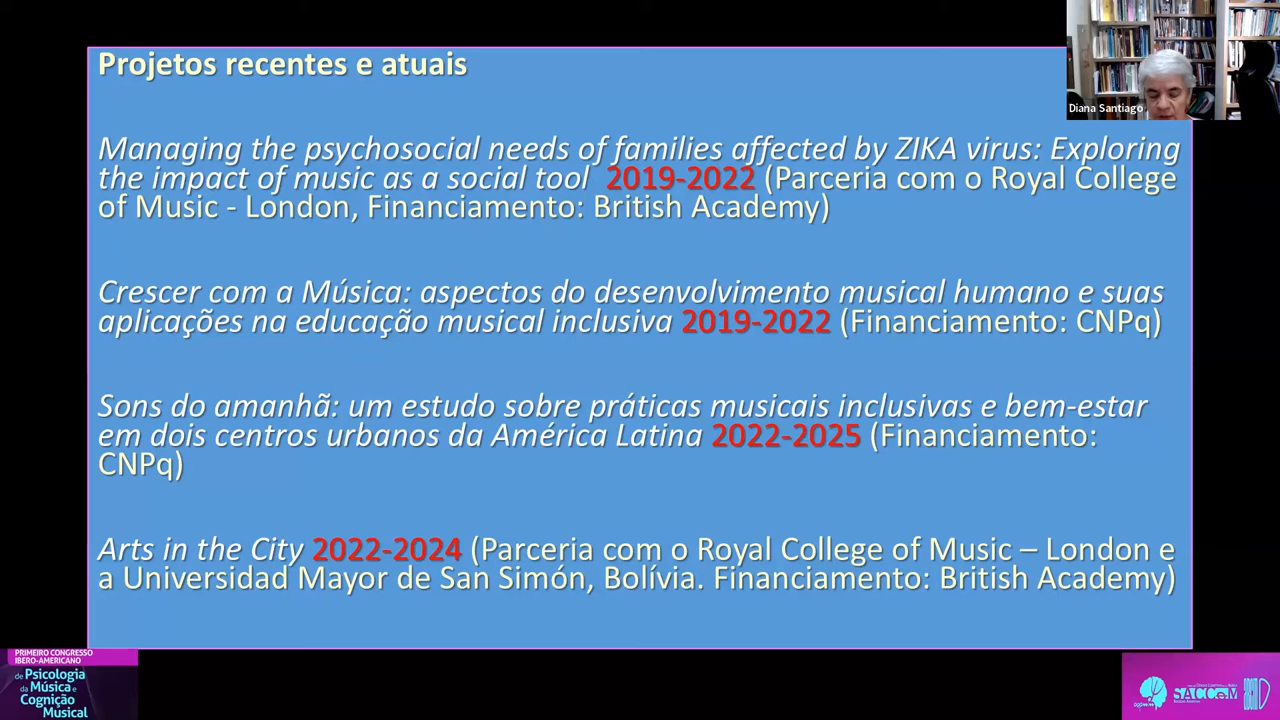 Projetos recentes e atuais
Diana Santiago
Managing the psychosocial needs of families affected by ZIKA virus: Exploring
the impact of music as a social tool 2019-2022 (Parceria com o Royal College
of Music - London, Financiamento: British Academy)
Crescer com a Música: aspectos do desenvolvimento musical humano e suas
aplicações na educação musical inclusiva 2019-2022 (Financiamento: CNPq)
Sons do amanhã: um estudo sobre práticas musicais inclusivas e bem-estar
em dois centros urbanos da América Latina 2022-2025 (Financiamento:
CNPq)
Arts in the City 2022-2024 (Parceria com o Royal College of Music – London e
a Universidad Mayor de San Simón, Bolívia. Financiamento: British Academy)
PRIMEIRO CONGRESSO
IBERO-AMERICANO
de Psicologia
da Música e
Cognição
Musical
SACCoM